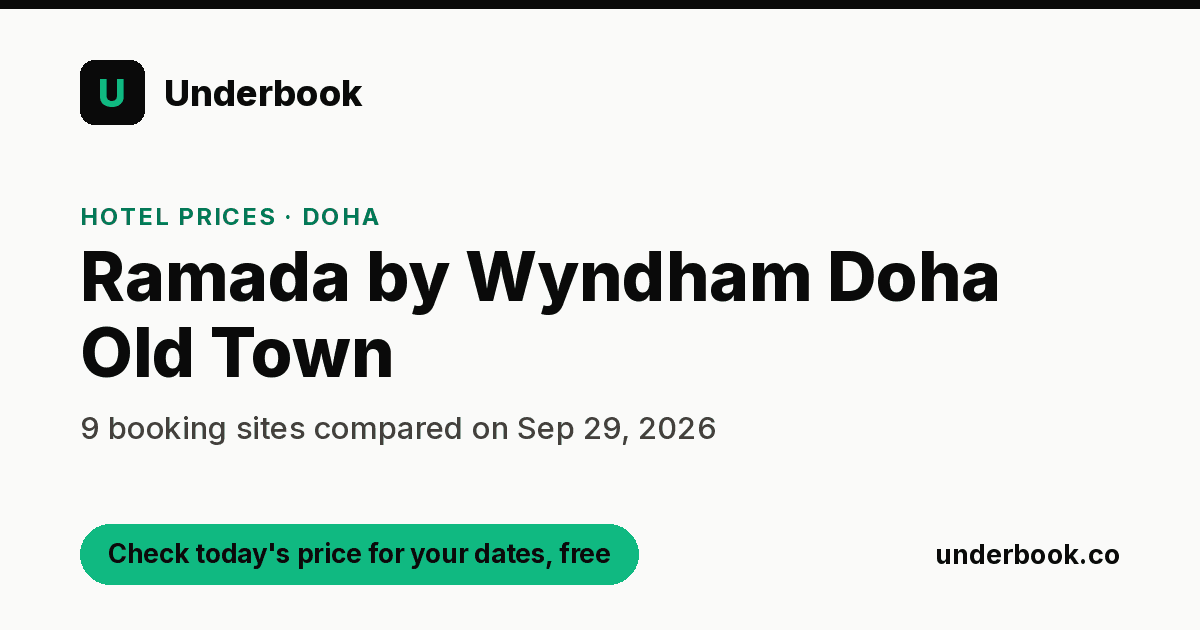 U Underbook
HOTEL PRICES · DOHA
Ramada by Wyndham Doha
Old Town
9 booking sites compared on Sep 29, 2026
Check today's price for your dates, free
underbook.co